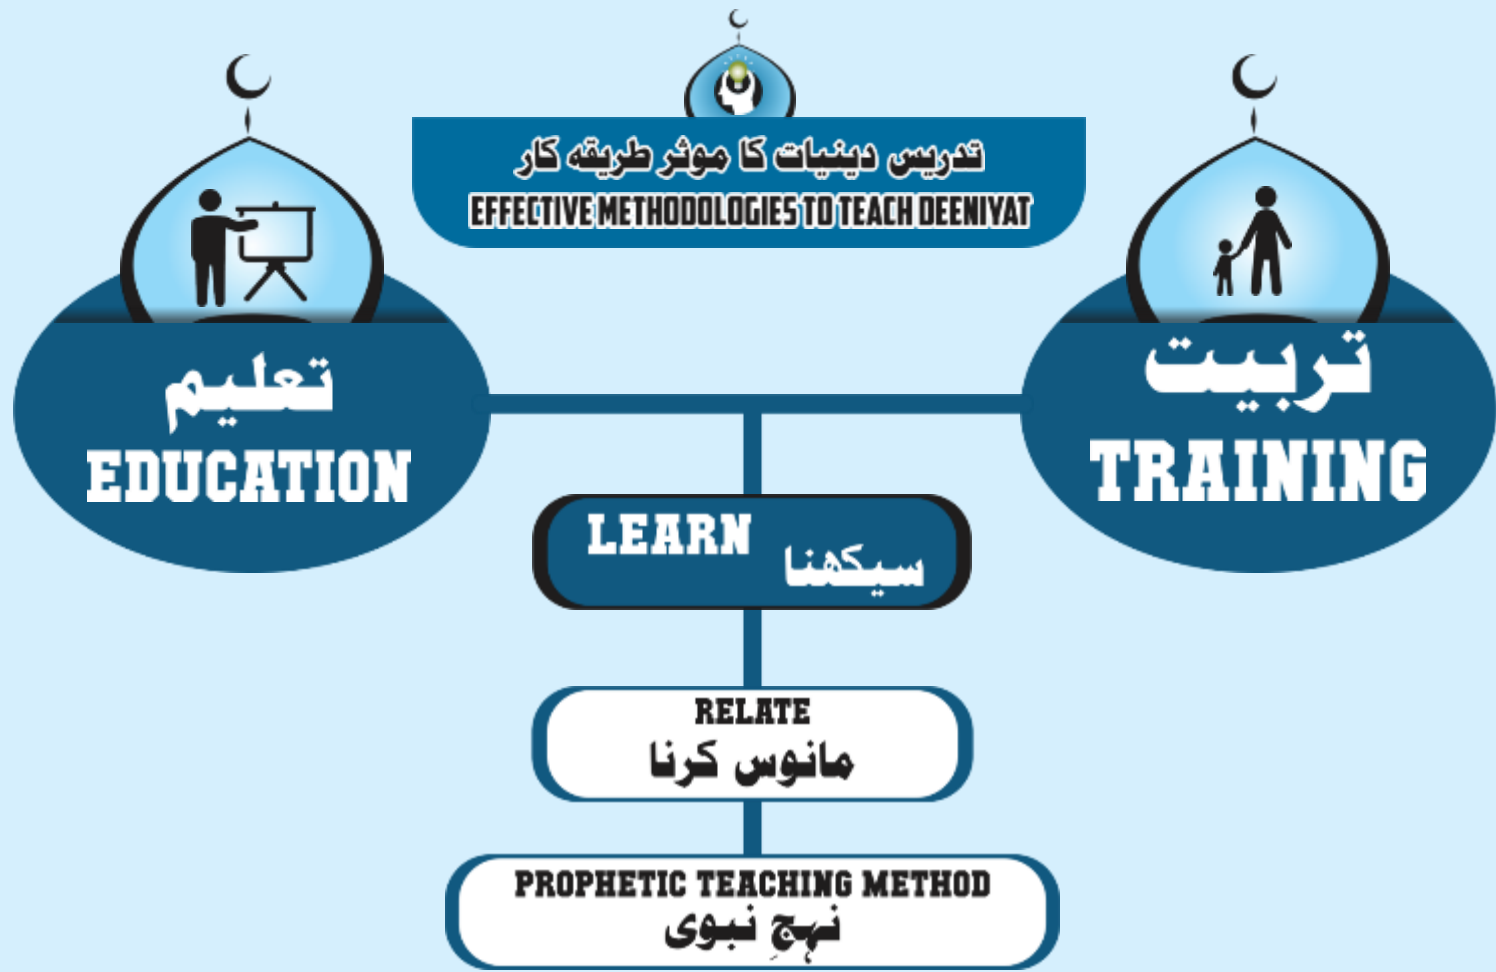 تدریس دینیات کا موثر طریقہ کار
EFFECTIVE METHODOLOGIES TO TEACH DEENIYAT
تعلیم
EDUCATION
تربیت
TRAINING
LEARN سیکھنا
RELATE
مانوس کرنا
PROPHETIC TEACHING METHOD
نہجِ نبوی